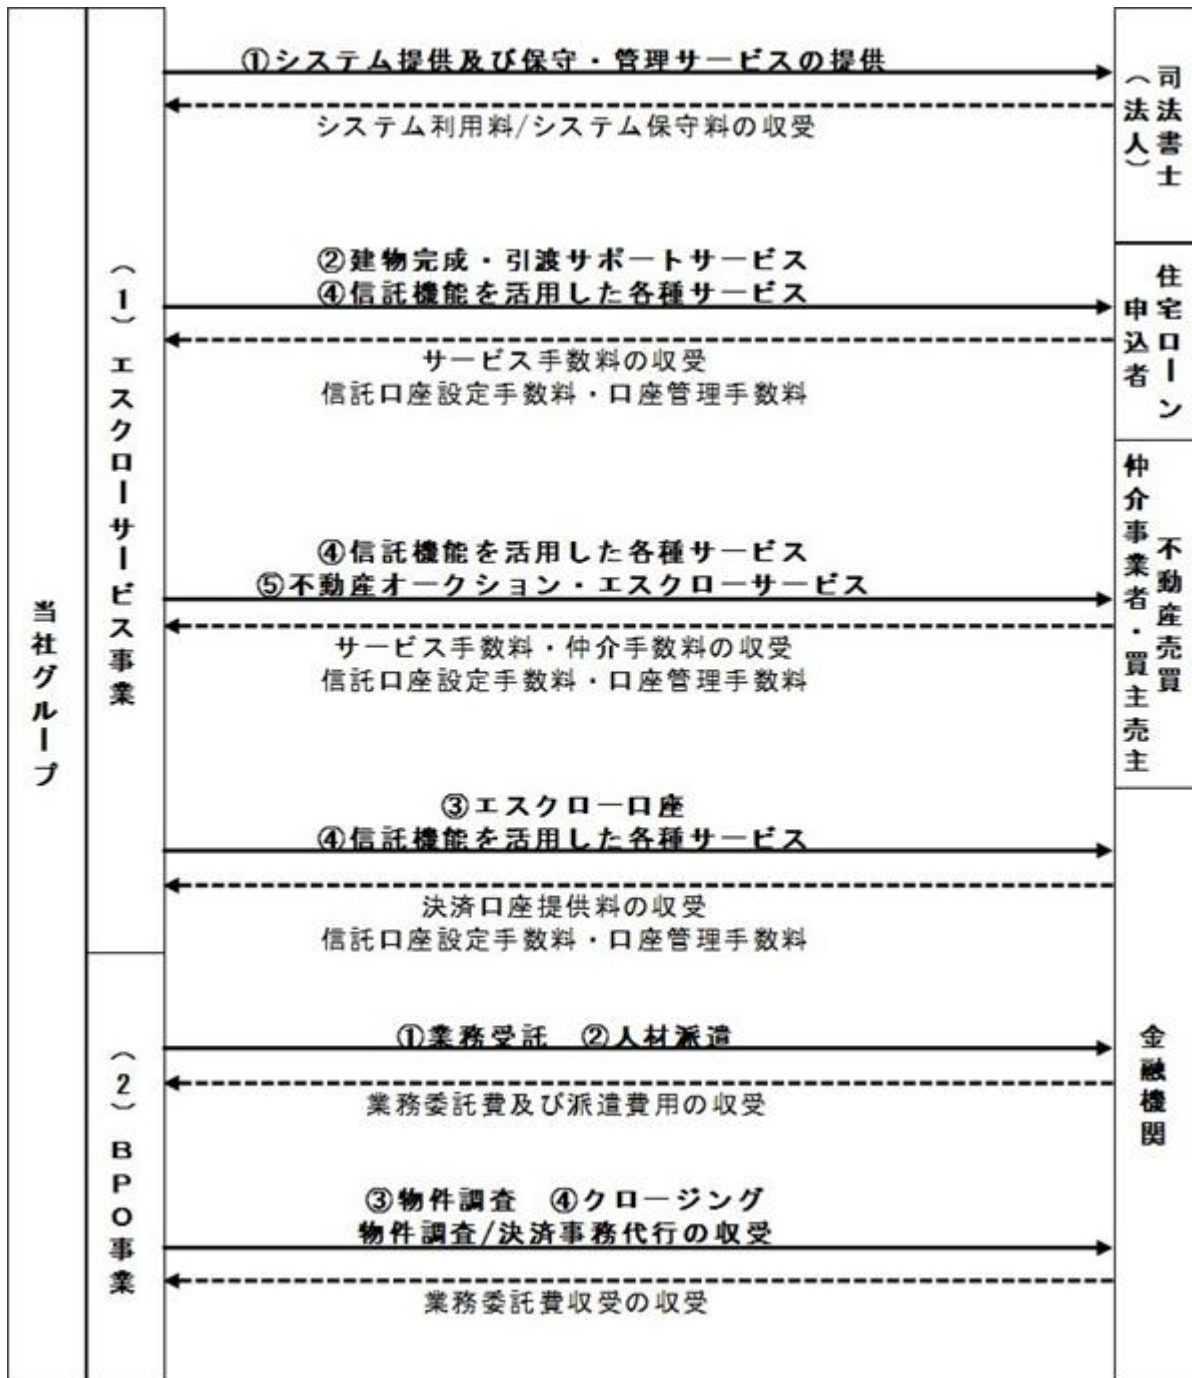 当社グループ
（1）エスクローサービス事業
①システム提供及び保守・管理サービスの提供
システム利用料/システム保守料の収受
司法書士
（法人）
②建物完成・引渡サポートサービス
④信託機能を活用した各種サービス
サービス手数料の収受
信託口座設定手数料・口座管理手数料
住宅ローン
申込者
④信託機能を活用した各種サービス
⑤不動産オークション・エスクローサービス
サービス手数料・仲介手数料の収受
信託口座設定手数料・口座管理手数料
不動産売買
仲介事業者・買主売主
③エスクロー口座
④信託機能を活用した各種サービス
決済口座提供料の収受
信託口座設定手数料・口座管理手数料
（2）BPO事業
①業務受託　②人材派遣
業務委託費及び派遣費用の収受
③物件調査　④クロージング
物件調査/決済事務代行の収受
業務委託費収受の収受
金融機関